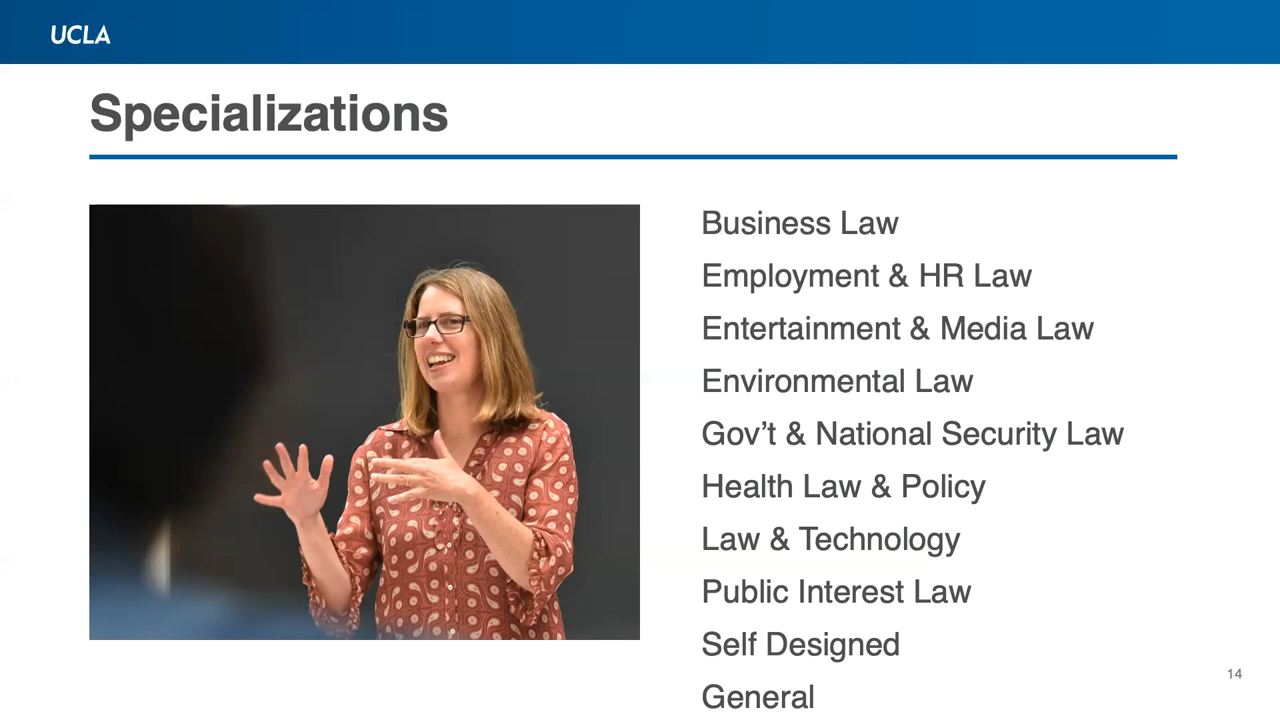 UCLA
Specializations
Business Law
Employment & HR Law
Entertainment & Media Law
Environmental Law
Gov’t & National Security Law
Health Law & Policy
Law & Technology
Public Interest Law
Self Designed
General
14